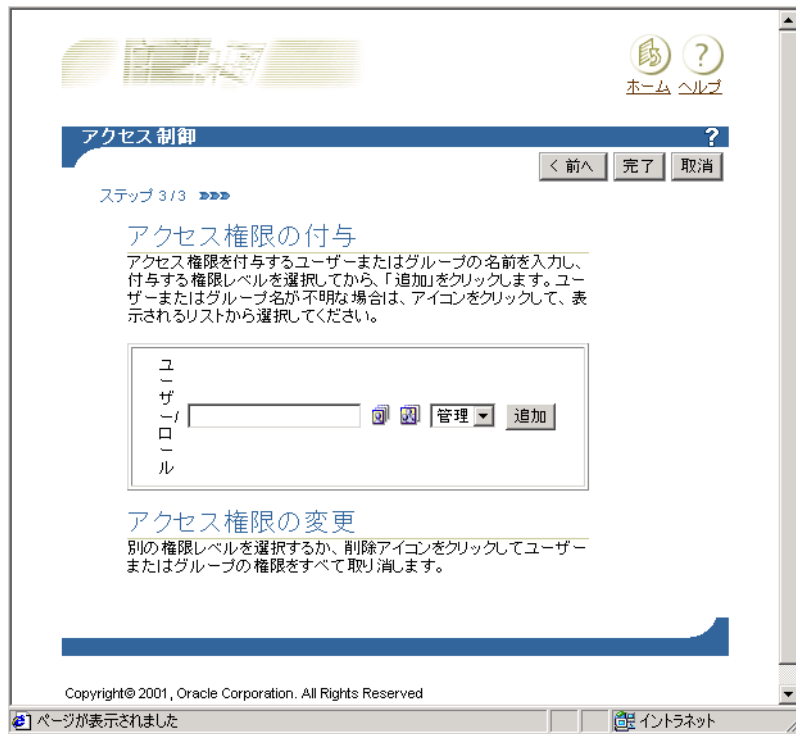 ホーム ヘルプ
アクセス制御 ?
< 前へ 完了 取消
ステップ 3/3
アクセス権限の付与
アクセス権限を付与するユーザーまたはグループの名前を入力し、
付与する権限レベルを選択してから、「追加」をクリックします。ユー
ザーまたはグループ名が不明な場合は、アイコンをクリックして、表
示されるリストから選択してください。
ユーザー/ロール 管理 追加
アクセス権限の変更
別の権限レベルを選択するか、削除アイコンをクリックしてユーザー
またはグループの権限をすべて取り消します。
Copyright© 2001, Oracle Corporation. All Rights Reserved
ページが表示されました イントラネット